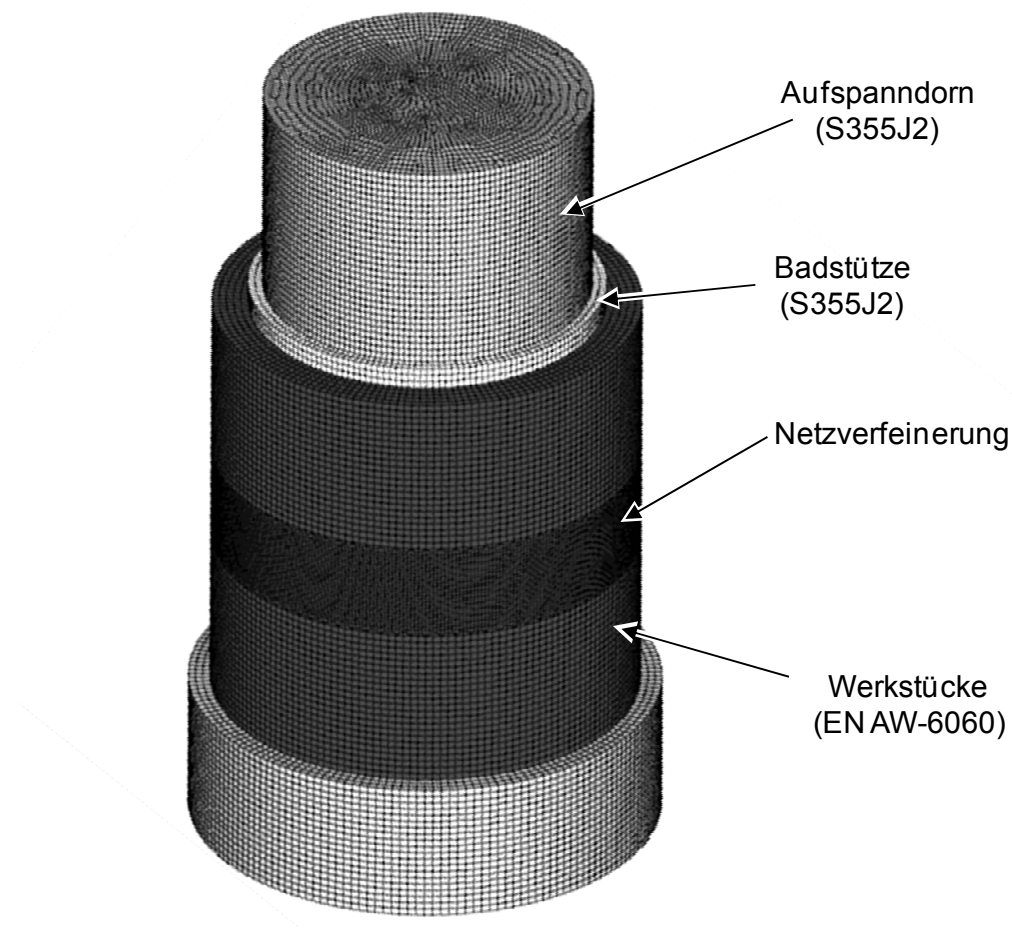 Aufspanndorn
(S355J2)
Badstütze
(S355J2)
Netzverfeinerung
Werkstücke
(EN AW-6060)